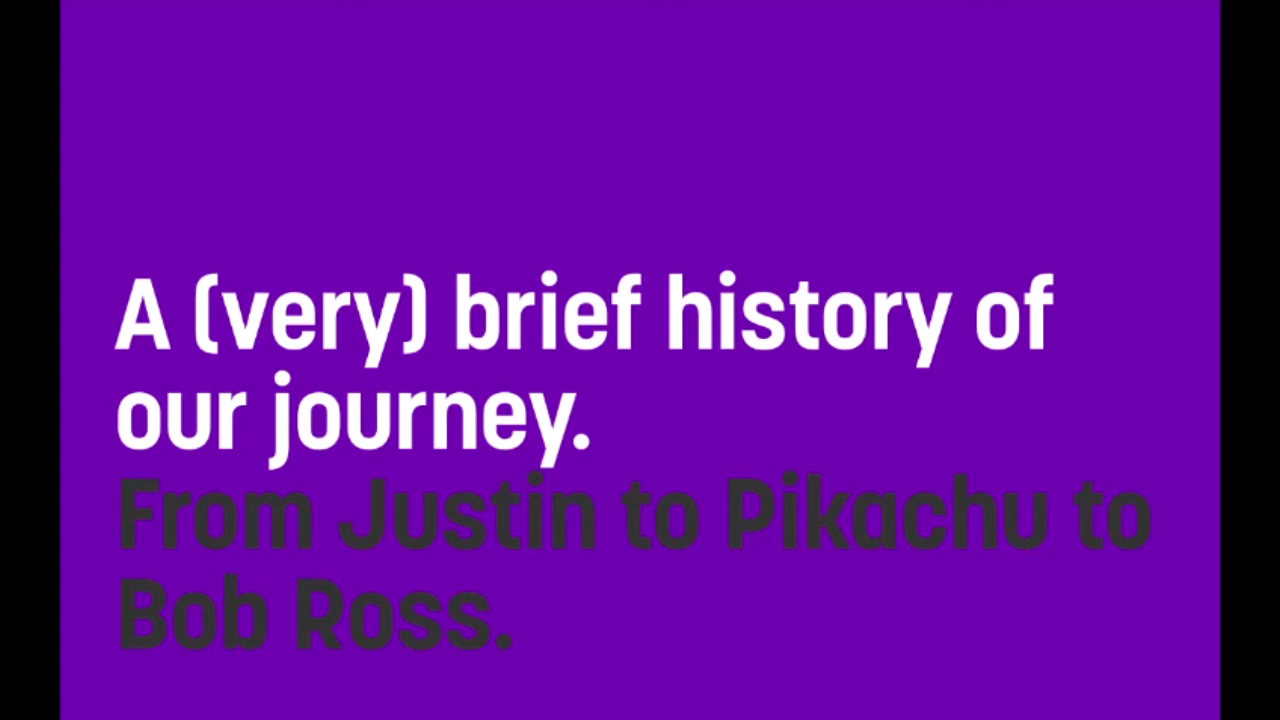 A (very) brief history of
our journey.
From Justin to Pikachu to
Bob Ross.